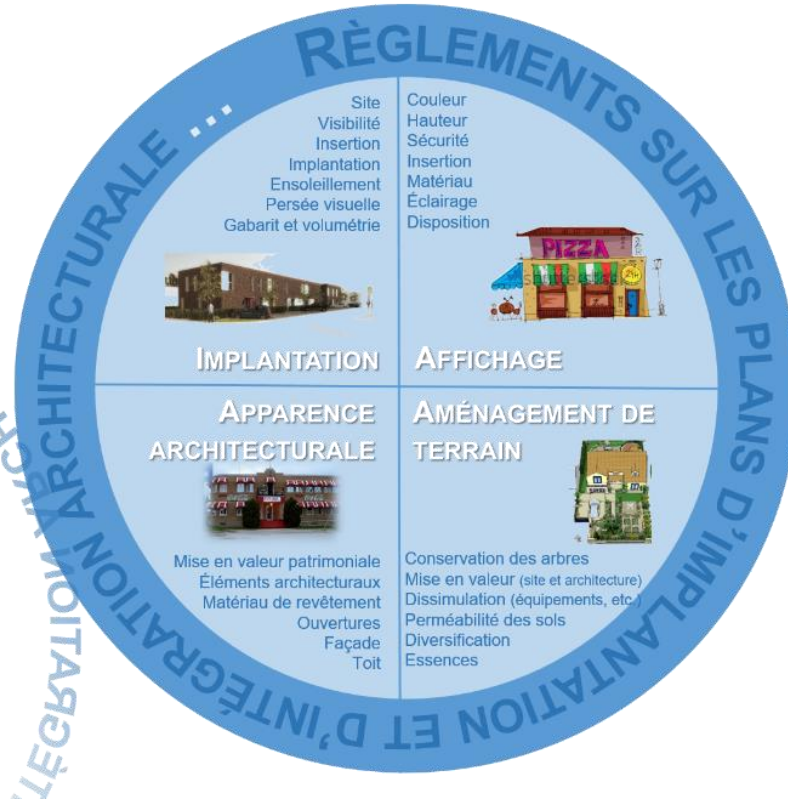 RÈGLEMENTS SUR LES PLANS D'IMPLANTATION ET D'INTÉGRATION ARCHITECTURALE ...
Site
Visibilité
Insertion
Implantation
Ensoleillement
Persée visuelle
Gabarit et volumétrie
IMPLANTATION
Couleur
Hauteur
Sécurité
Insertion
Matériau
Éclairage
Disposition
PIZZA
24H
AFFICHAGE
APPARENCE
ARCHITECTURALE
Mise en valeur patrimoniale
Éléments architecturaux
Matériau de revêtement
Ouvertures
Façade
Toit
AMÉNAGEMENT DE
TERRAIN
Conservation des arbres
Mise en valeur (site et architecture)
Dissimulation (équipements, etc.)
Perméabilité des sols
Diversification
Essences